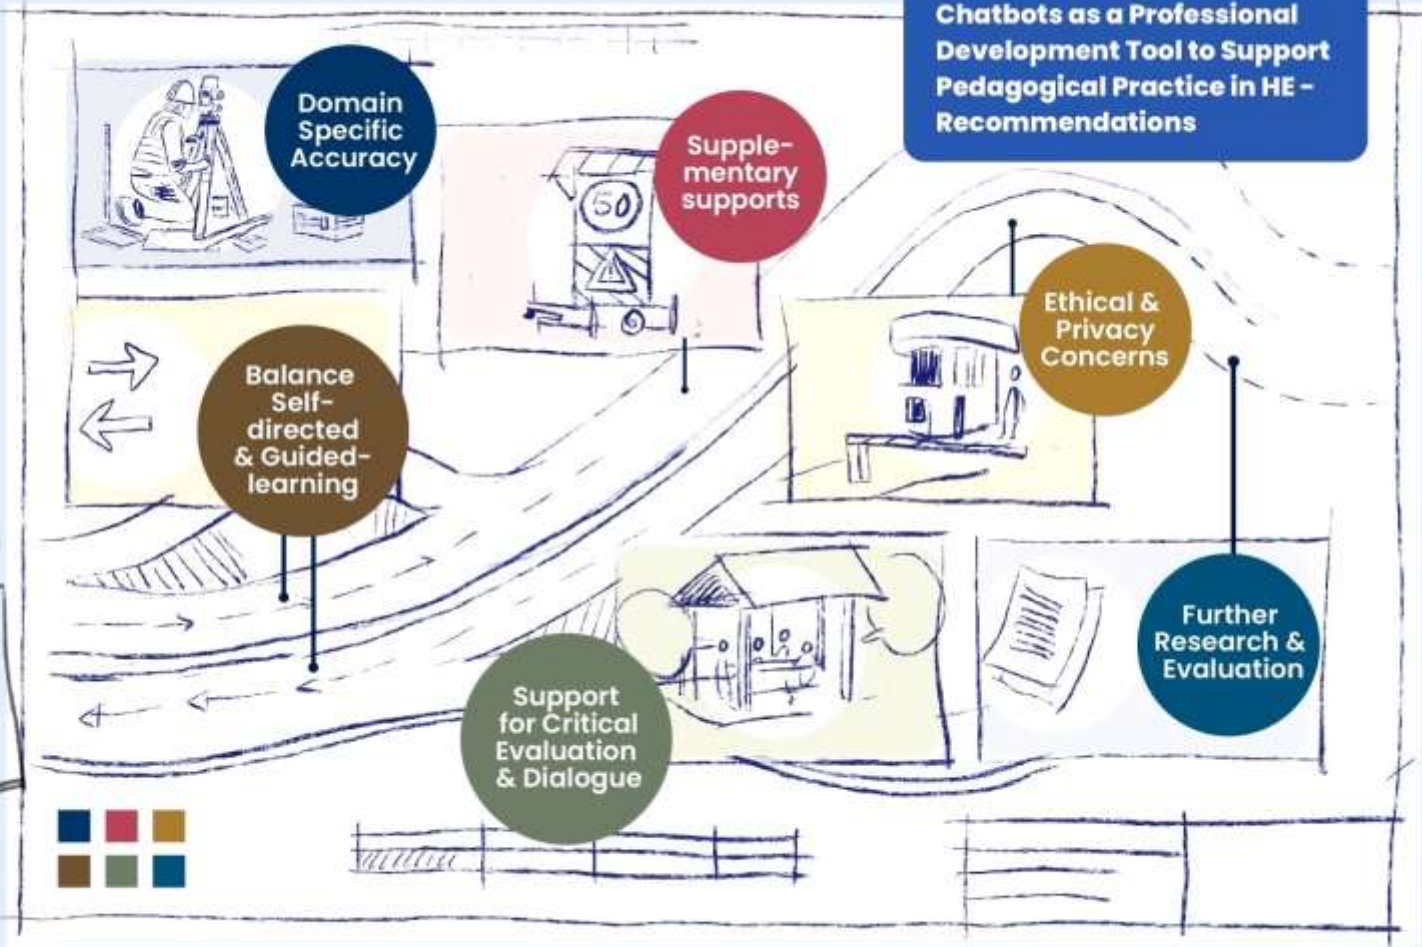 Chatbots as a Professional
Development Tool to Support
Pedagogical Practice in HE -
Recommendations
Domain
Specific
Accuracy
Supple-
mentary
supports
50
Ethical &
Privacy
Concerns
Balance
Self-
directed
& Guided-
learning
Support
for Critical
Evaluation
& Dialogue
Further
Research &
Evaluation